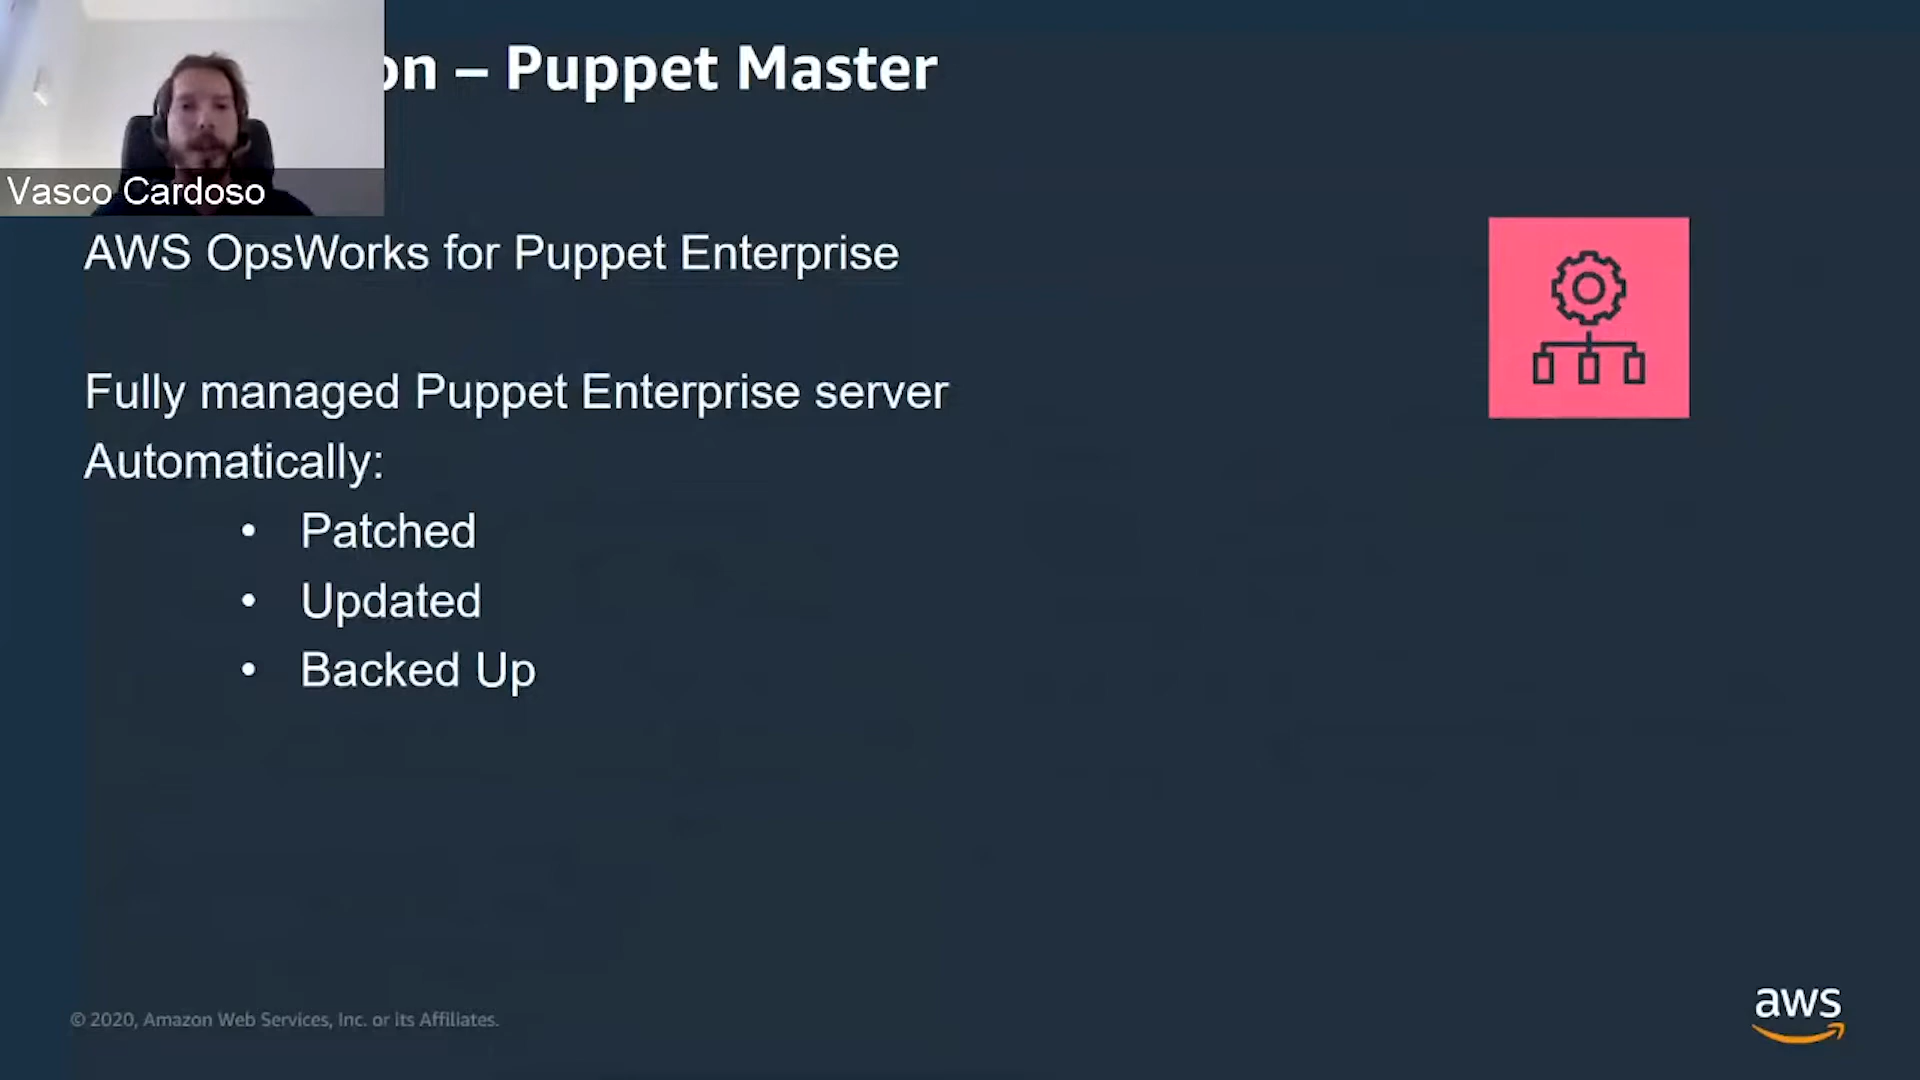 on – Puppet Master
Vasco Cardoso
AWS OpsWorks for Puppet Enterprise
Fully managed Puppet Enterprise server
Automatically:
• Patched
• Updated
• Backed Up
© 2020, Amazon Web Services, Inc. or its Affiliates.
aws